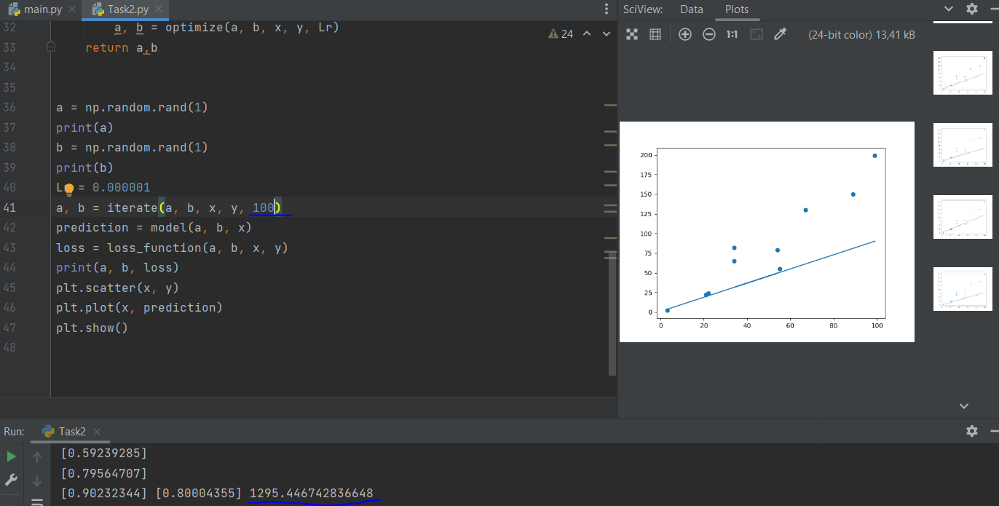 main.py Task2.py
24
32 a, b = optimize(a, b, x, y, Lr)
33 return a,b
34
35
36 a = np.random.rand(1)
37 print(a)
38 b = np.random.rand(1)
39 print(b)
40 L = 0.000001
41 a, b = iterate(a, b, x, y, 100)
42 prediction = model(a, b, x)
43 loss = loss_function(a, b, x, y)
44 print(a, b, loss)
45 plt.scatter(x, y)
46 plt.plot(x, prediction)
47 plt.show()
48
SciView: Data Plots
1:1 (24-bit color) 13,41 kB
200
175
150
125
100
75
50
25
0
0 20 40 60 80 100
Run: Task2
[0.59239285]
[0.79564707]
[0.90232344] [0.80004355] 1295.446742836648